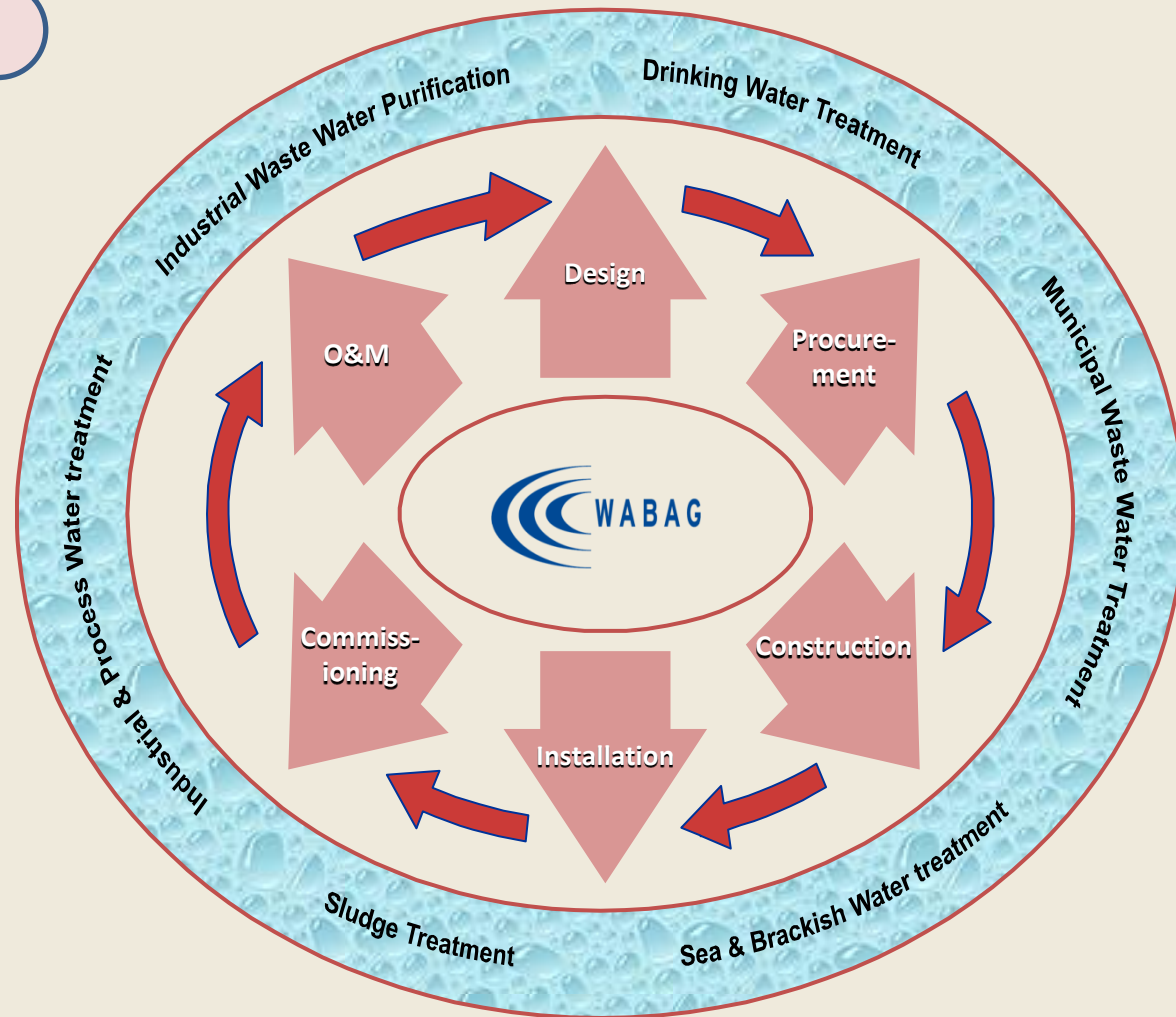 Industrial Waste Water Purification
Drinking Water Treatment
Municipal Waste Water Treatment
Sea & Brackish Water treatment
Sludge Treatment
Industrial & Process Water treatment
Design
Procure-
ment
Construction
Installation
Commiss-
ioning
O&M
WABAG